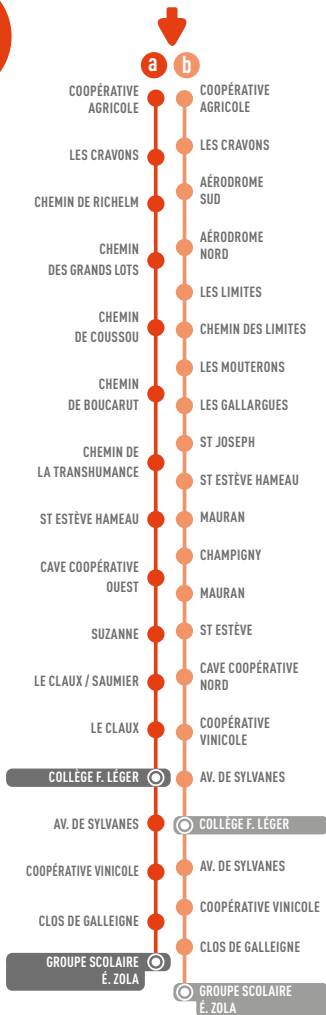 a b
COOPÉRATIVE
AGRICOLE
LES CRAVONS
CHEMIN DE RICHELM
CHEMIN
DES GRANDS LOTS
CHEMIN
DE COUSSOU
CHEMIN
DE BOUCARUT
CHEMIN DE
LA TRANSHUMANCE
ST ESTÈVE HAMEAU
CAVE COOPÉRATIVE
OUEST
SUZANNE
LE CLAUX / SAUMIER
LE CLAUX
COLLÈGE F. LÉGER
AV. DE SYLVANES
COOPÉRATIVE VINICOLE
CLOS DE GALLEIGNE
GROUPE SCOLAIRE
É. ZOLA
COOPÉRATIVE
AGRICOLE
LES CRAVONS
AÉRODROME
SUD
AÉRODROME
NORD
LES LIMITES
CHEMIN DES LIMITES
LES MOUTERONS
LES GALLARGUES
ST JOSEPH
ST ESTÈVE HAMEAU
MAURAN
CHAMPIGNY
MAURAN
ST ESTÈVE
CAVE COOPÉRATIVE
NORD
COOPÉRATIVE
VINICOLE
AV. DE SYLVANES
COLLÈGE F. LÉGER
AV. DE SYLVANES
COOPÉRATIVE VINICOLE
CLOS DE GALLEIGNE
GROUPE SCOLAIRE
É. ZOLA